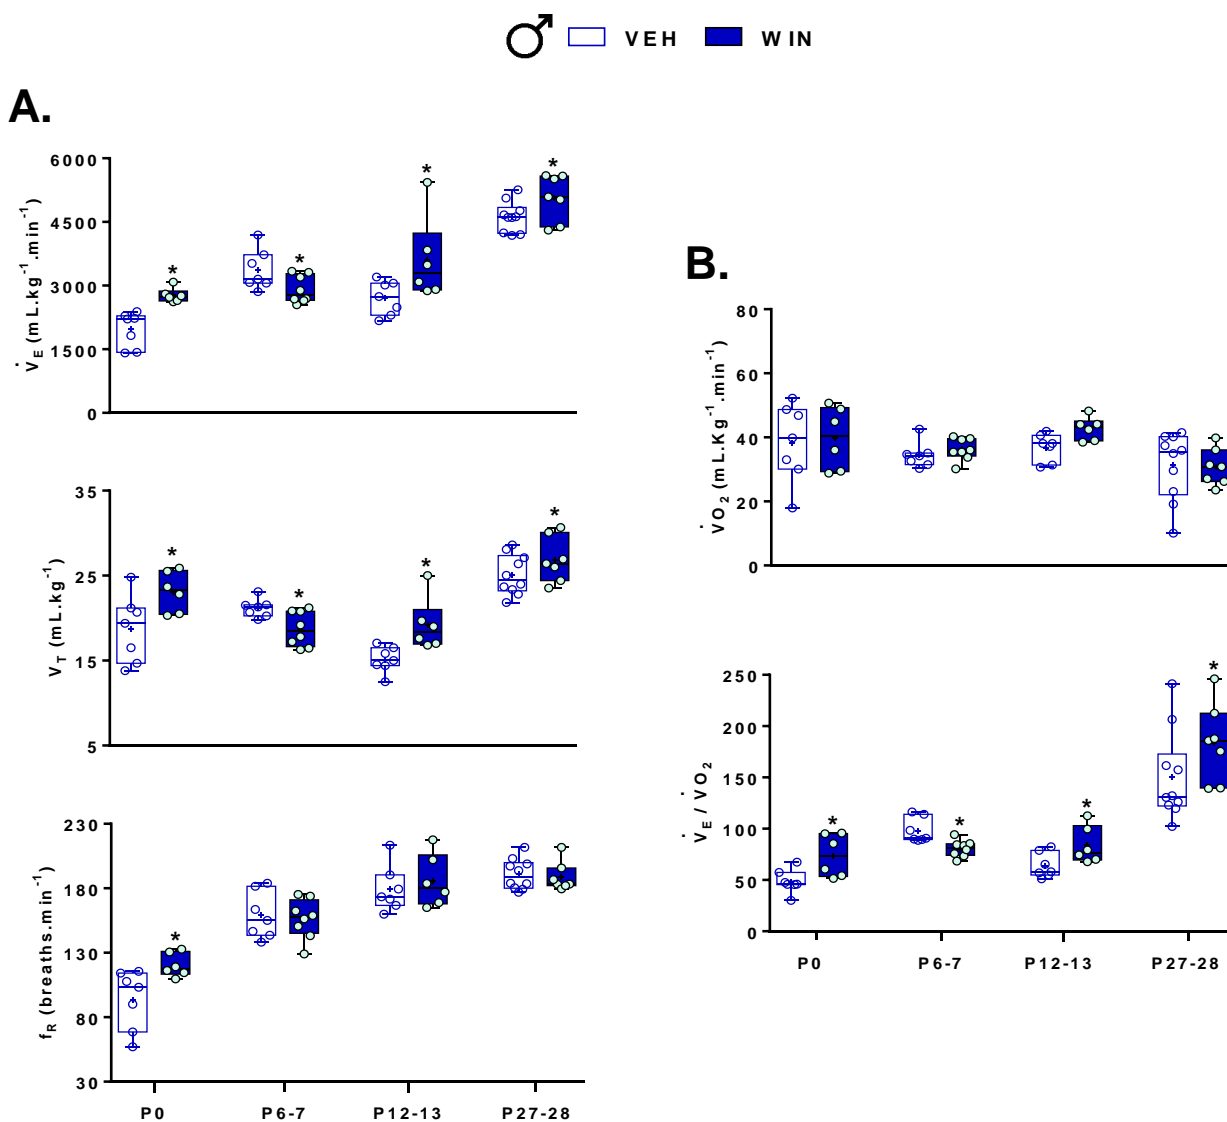 ♂ VEH WIN
A.
V̇E (mL.kg⁻¹.min⁻¹)
6000
4500
3000
1500
0
* * * *
VT (mL.kg⁻¹)
35
25
15
5
* * * *
fR (breaths.min⁻¹)
230
180
130
80
30
*
P0 P6-7 P12-13 P27-28
B.
V̇O₂ (mL.Kg⁻¹.min⁻¹)
80
60
40
20
0
V̇E / V̇O₂
250
200
150
100
50
0
* * * *
P0 P6-7 P12-13 P27-28